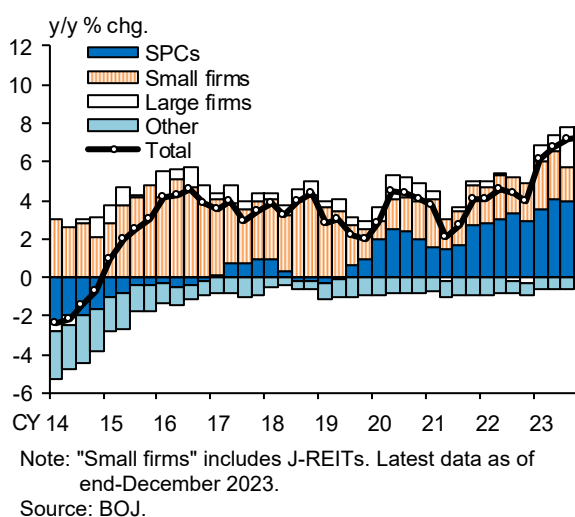 y/y % chg.
12
10
8
6
4
2
0
-2
-4
-6
SPCs
Small firms
Large firms
Other
Total
CY 14 15 16 17 18 19 20 21 22 23
Note: "Small firms" includes J-REITs. Latest data as of
end-December 2023.
Source: BOJ.